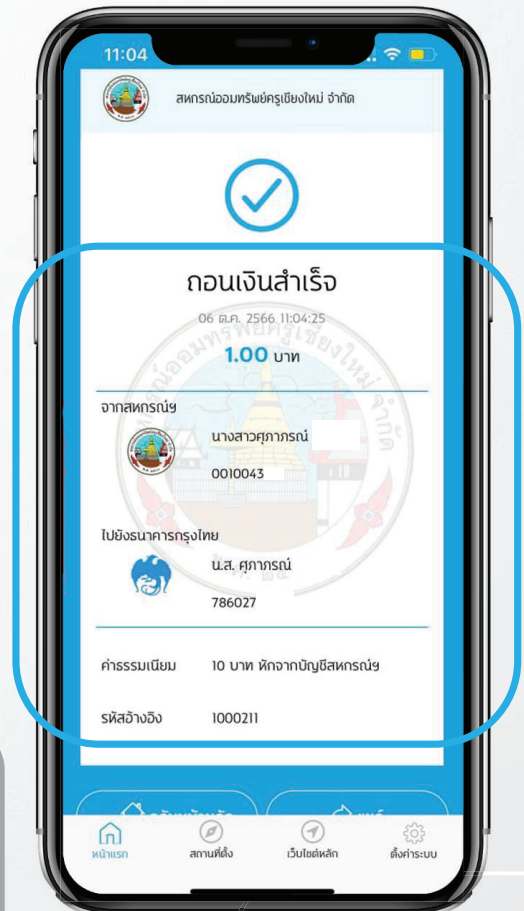 11:04
สหกรณ์ออมทรัพย์ครูเชียงใหม่ จำกัด
ถอนเงินสำเร็จ
06 ต.ค. 2566 11:04:25
1.00 บาท
จากสหกรณ์ฯ
นางสาวศุภาภรณ์
0010043
ไปยังธนาคารกรุงไทย
น.ส. ศุภาภรณ์
786027
ค่าธรรมเนียม 10 บาท หักจากบัญชีสหกรณ์ฯ
รหัสอ้างอิง 1000211
หน้าแรก สถานที่ตั้ง เว็บไซต์หลัก ตั้งค่าระบบ